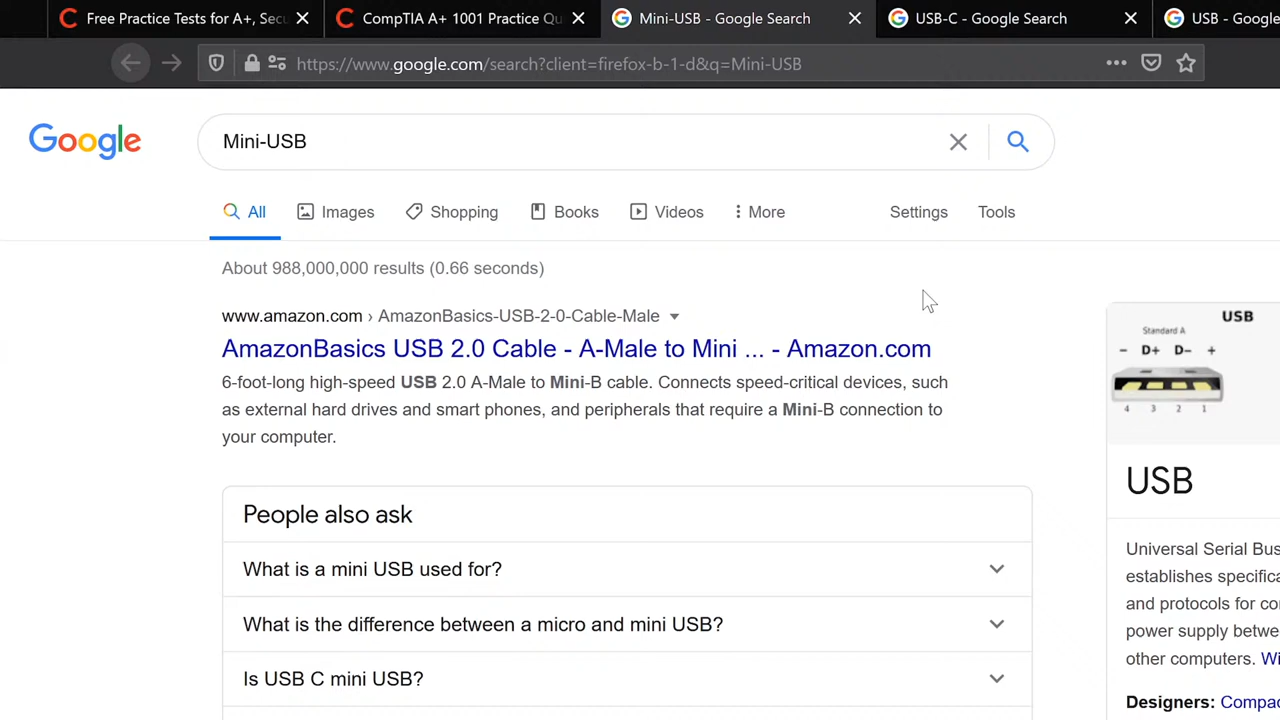 Free Practice Tests for A+, Secu
CompTIA A+ 1001 Practice Qu
Mini-USB - Google Search
USB-C - Google Search
USB - Google
https://www.google.com/search?client=firefox-b-1-d&q=Mini-USB
Google
Mini-USB
All
Images
Shopping
Books
Videos
More
Settings
Tools
About 988,000,000 results (0.66 seconds)
www.amazon.com › AmazonBasics-USB-2-0-Cable-Male
AmazonBasics USB 2.0 Cable - A-Male to Mini ... - Amazon.com
6-foot-long high-speed USB 2.0 A-Male to Mini-B cable. Connects speed-critical devices, such
as external hard drives and smart phones, and peripherals that require a Mini-B connection to
your computer.
People also ask
What is a mini USB used for?
What is the difference between a micro and mini USB?
Is USB C mini USB?
USB
Standard A
− D+ D− +
4 3 2 1
USB
Universal Serial Bus
establishes specifica
and protocols for co
power supply betwe
other computers. Wi
Designers: Compac